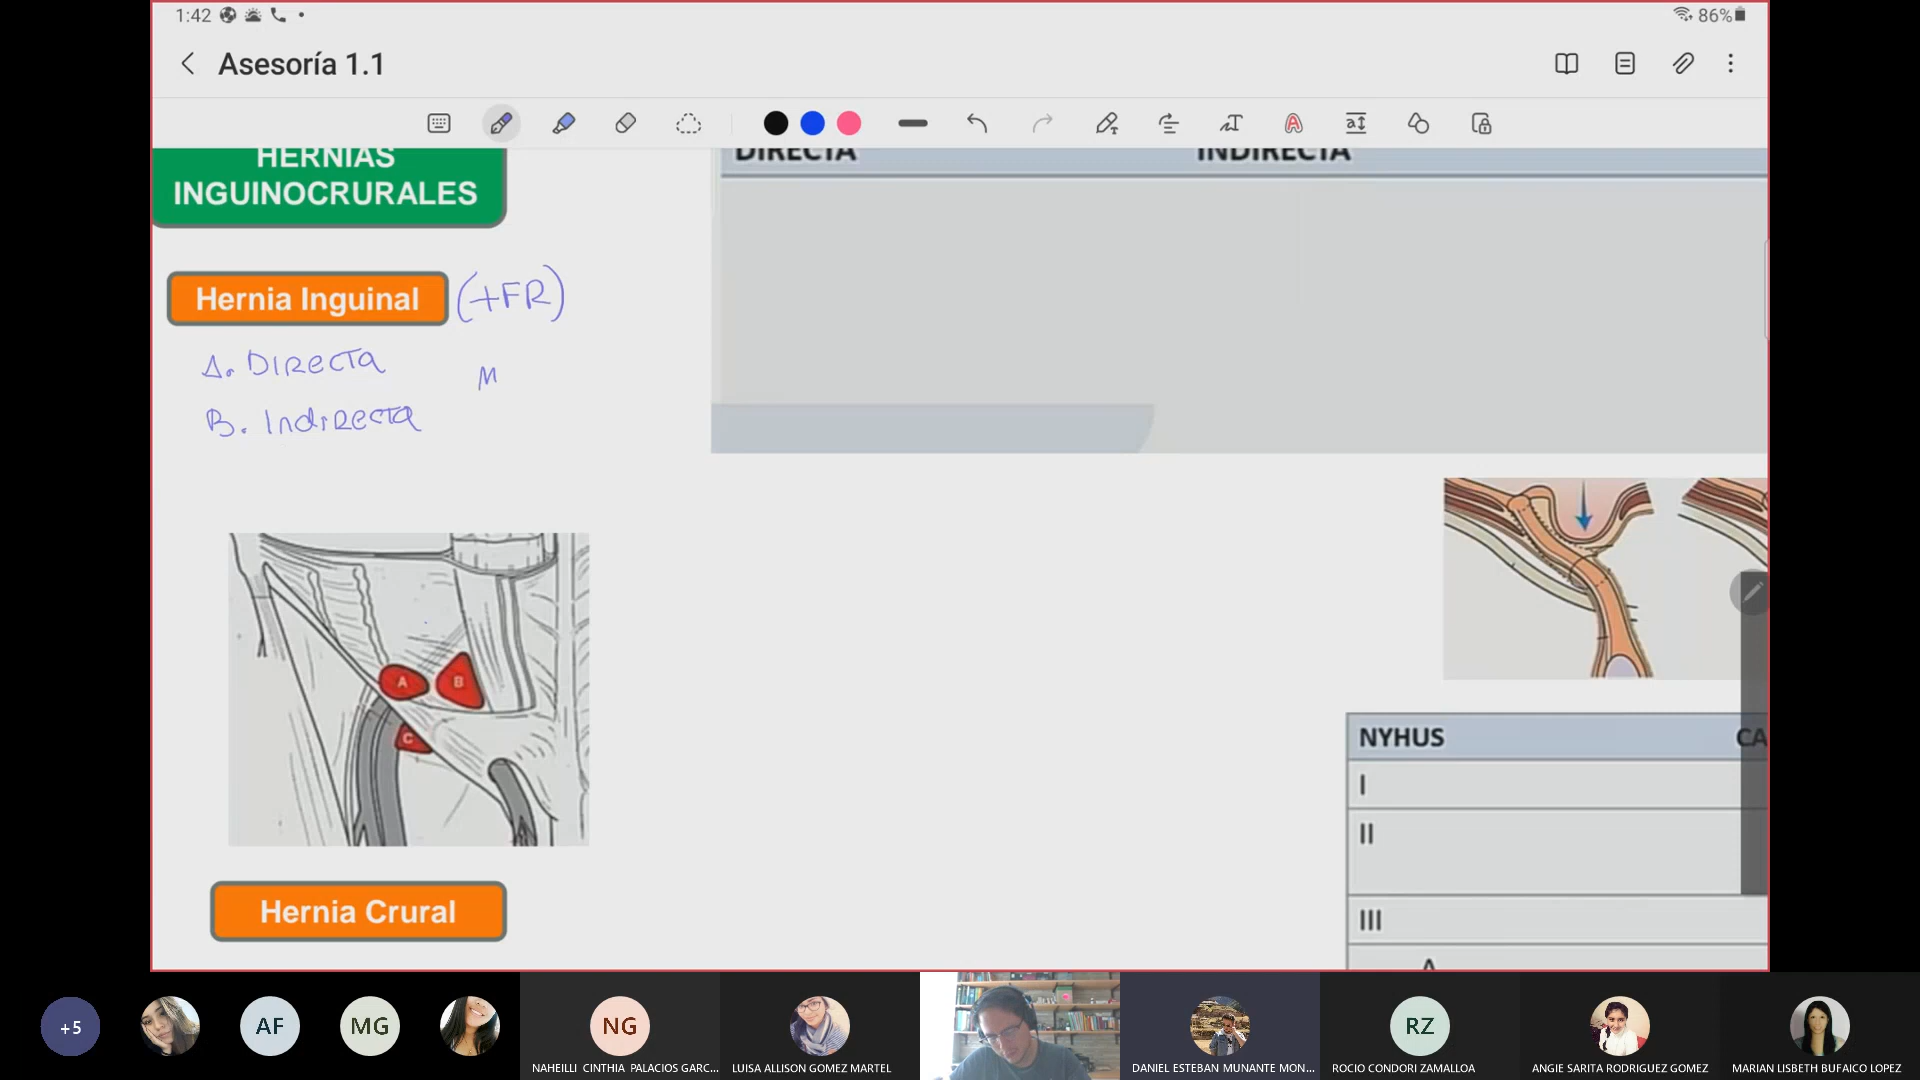 1:42
86%
Asesoría 1.1
HERNIAS
INGUINOCRURALES
DIRECTA
INDIRECTA
Hernia Inguinal
(+FR)
A. DIRECTA
M
B. IndIRECTA
A
B
C
Hernia Crural
NYHUS
CA
I
II
III
A
+5
AF
MG
NG
NAHEILLI CINTHIA PALACIOS GARC...
LUISA ALLISON GOMEZ MARTEL
DANIEL ESTEBAN MUNANTE MON...
RZ
ROCIO CONDORI ZAMALLOA
ANGIE SARITA RODRIGUEZ GOMEZ
MARIAN LISBETH BUFAICO LOPEZ